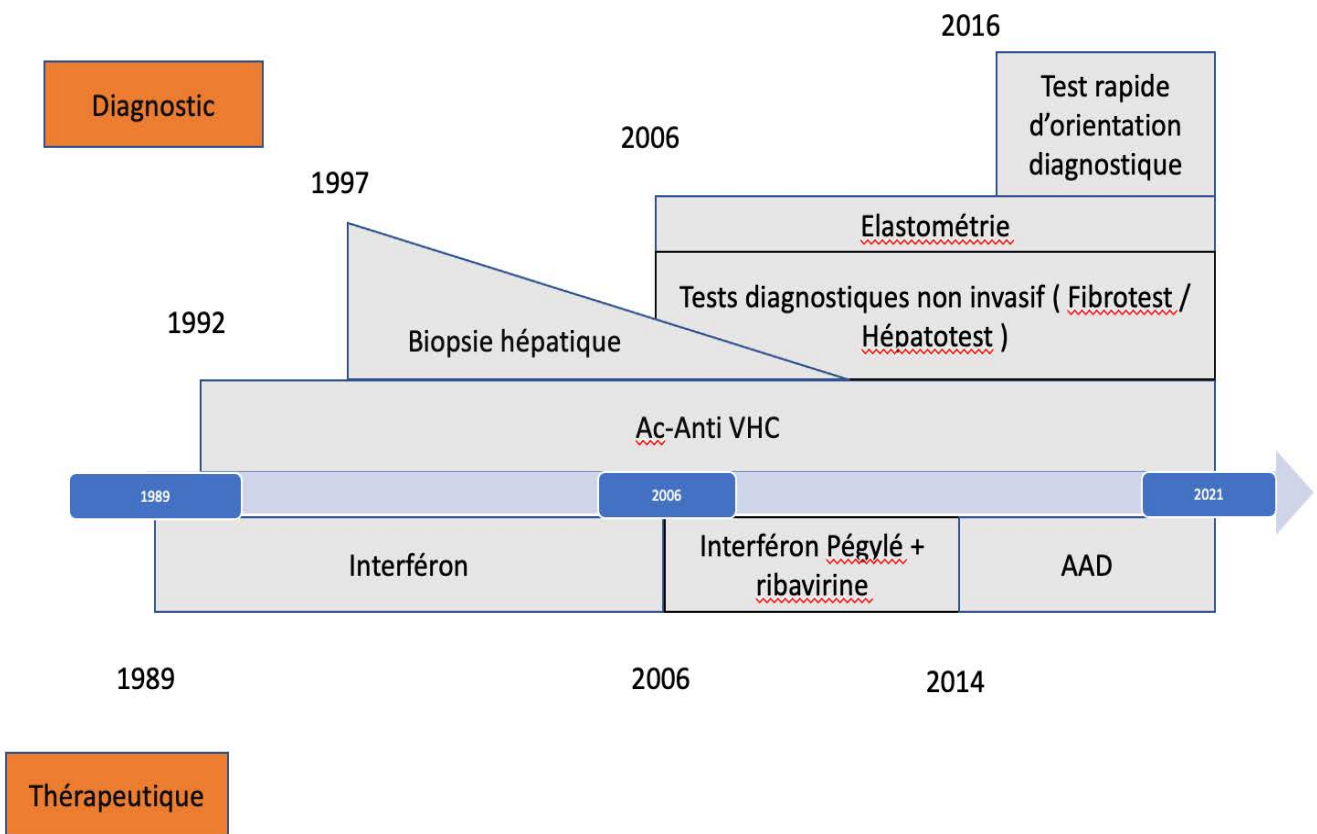 2016
Diagnostic
Test rapide
d’orientation
diagnostique
2006
1997
Elastométrie
Tests diagnostiques non invasif ( Fibrotest /
Hépatotest )
1992
Biopsie hépatique
Ac-Anti VHC
1989
2006
2021
Interféron
Interféron Pégylé +
ribavirine
AAD
1989
2006
2014
Thérapeutique